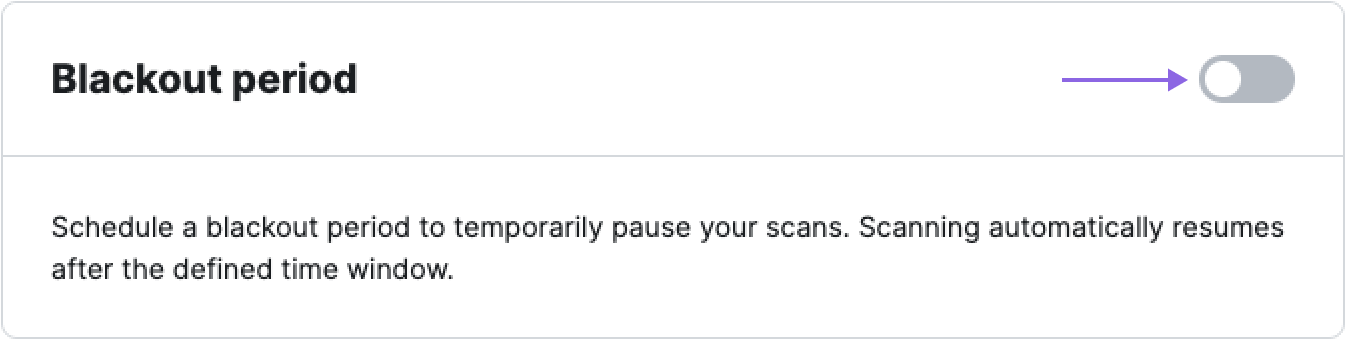 Blackout period
Schedule a blackout period to temporarily pause your scans. Scanning automatically resumes
after the defined time window.